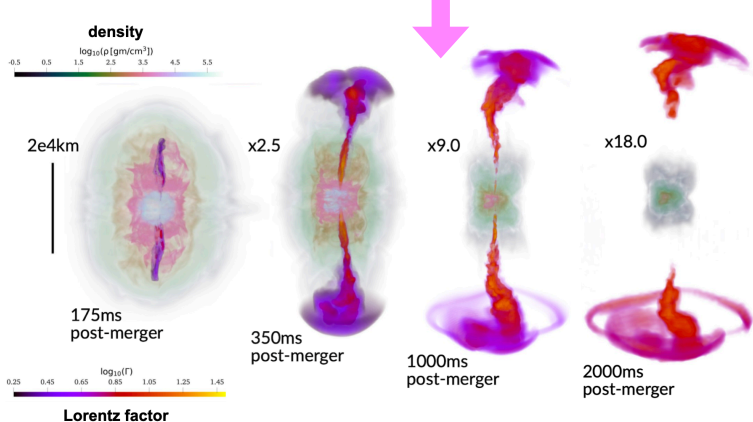 density
log₁₀(ρ [gm/cm³])
-0.5 0.5 1.5 2.5 3.5 4.5 5.5
2e4km
x2.5
x9.0
x18.0
175ms
post-merger
350ms
post-merger
1000ms
post-merger
2000ms
post-merger
log₁₀(Γ)
0.25 0.45 0.65 0.85 1.05 1.25 1.45
Lorentz factor